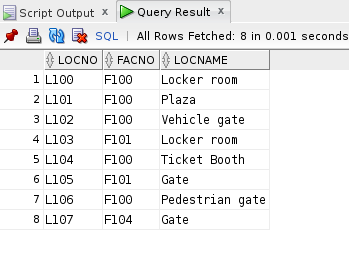 Script Output x Query Result x
SQL | All Rows Fetched: 8 in 0.001 seconds
LOCNO FACNO LOCNAME
1 L100 F100 Locker room
2 L101 F100 Plaza
3 L102 F100 Vehicle gate
4 L103 F101 Locker room
5 L104 F100 Ticket Booth
6 L105 F101 Gate
7 L106 F100 Pedestrian gate
8 L107 F104 Gate